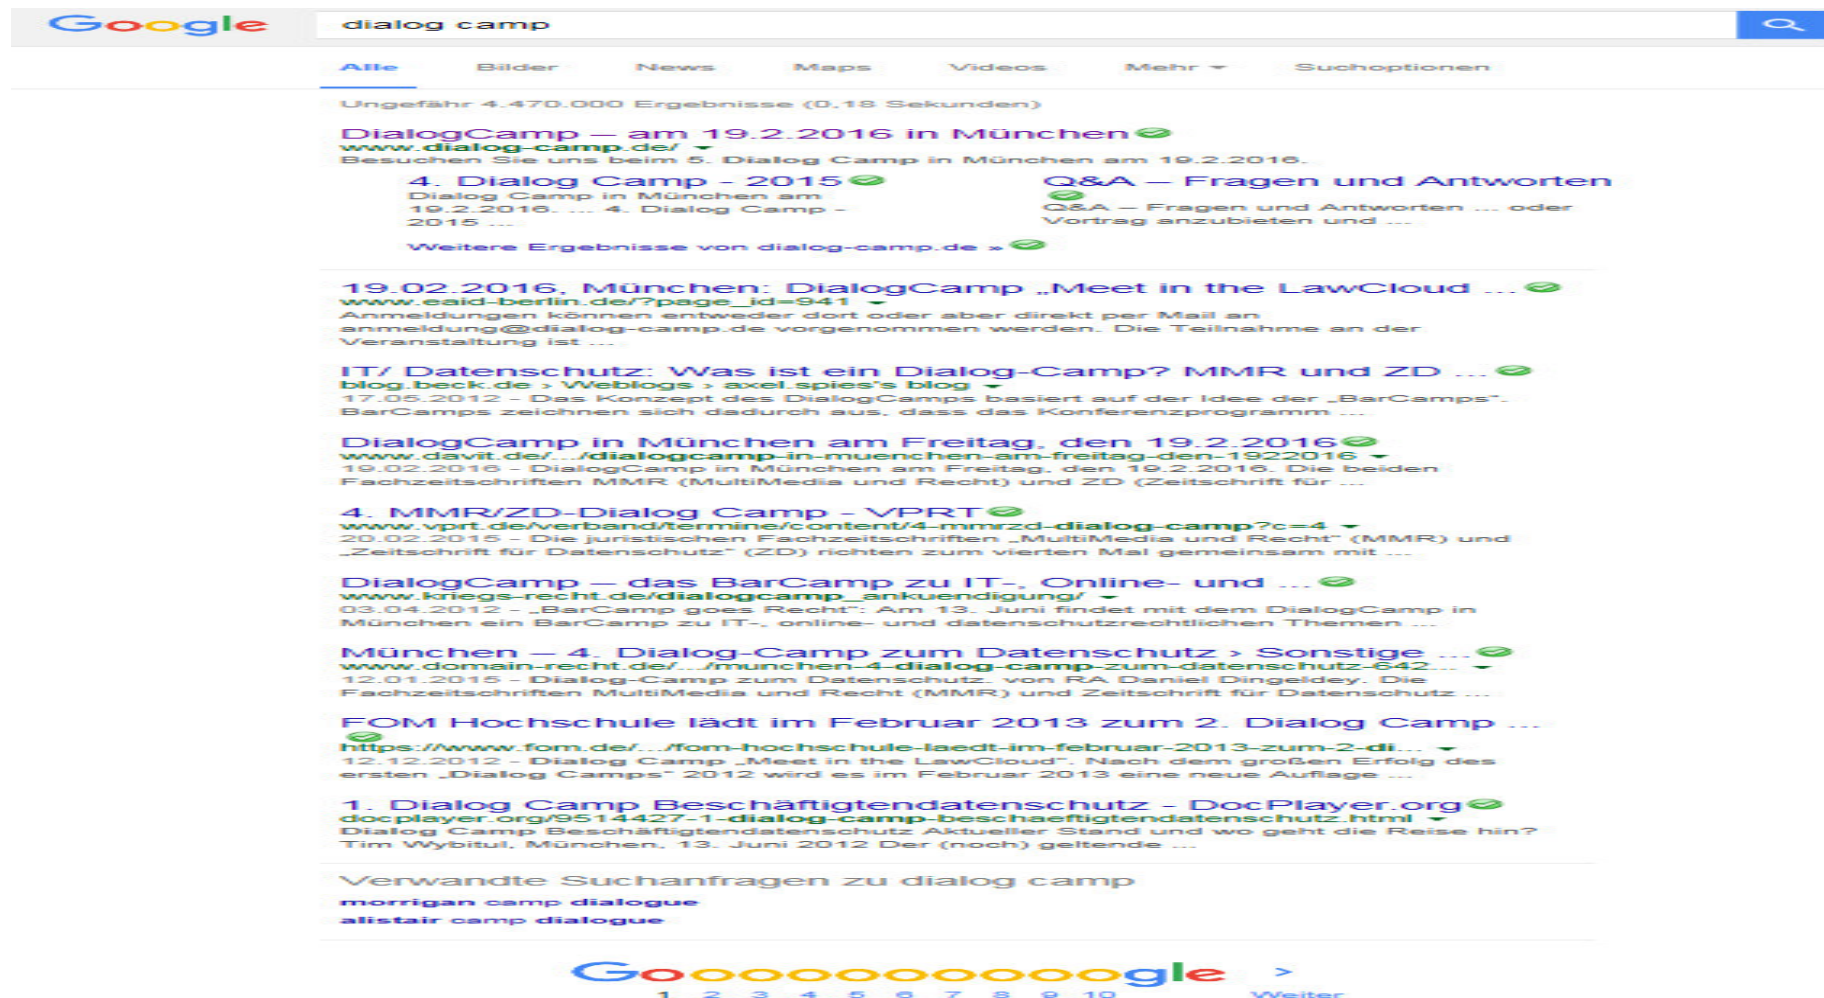 Google
dialog camp
Alle Bilder News Maps Videos Mehr Suchoptionen
Ungefähr 4.470.000 Ergebnisse (0,18 Sekunden)
DialogCamp – am 19.2.2016 in München
www.dialog-camp.de/
Besuchen Sie uns beim 5. Dialog Camp in München am 19.2.2016.
4. Dialog Camp - 2015
Dialog Camp in München am
19.2.2016. ... 4. Dialog Camp -
2015 ...
Q&A – Fragen und Antworten
Q&A – Fragen und Antworten ... oder
Vortrag anzubieten und ...
Weitere Ergebnisse von dialog-camp.de »
19.02.2016, München: DialogCamp „Meet in the LawCloud ...
www.eaid-berlin.de/?page_id=941
Anmeldungen können entweder dort oder aber direkt per Mail an
anmeldung@dialog-camp.de vorgenommen werden. Die Teilnahme an der
Veranstaltung ist ...
IT/ Datenschutz: Was ist ein Dialog-Camp? MMR und ZD ...
blog.beck.de › Weblogs › axel.spies's blog
17.05.2012 - Das Konzept des DialogCamps basiert auf der Idee der „BarCamps".
BarCamps zeichnen sich dadurch aus, dass das Konferenzprogramm ...
DialogCamp in München am Freitag, den 19.2.2016
www.davit.de/.../dialogcamp-in-muenchen-am-freitag-den-1922016
19.02.2016 - DialogCamp in München am Freitag, den 19.2.2016. Die beiden
Fachzeitschriften MMR (MultiMedia und Recht) und ZD (Zeitschrift für ...
4. MMR/ZD-Dialog Camp - VPRT
www.vprt.de/verband/termine/content/4-mmrzd-dialog-camp?c=4
20.02.2015 - Die juristischen Fachzeitschriften „MultiMedia und Recht" (MMR) und
„Zeitschrift für Datenschutz" (ZD) richten zum vierten Mal gemeinsam mit ...
DialogCamp – das BarCamp zu IT-, Online- und ...
www.kriegs-recht.de/dialogcamp_ankuendigung/
03.04.2012 - „BarCamp goes Recht": Am 13. Juni findet mit dem DialogCamp in
München ein BarCamp zu IT-, online- und datenschutzrechtlichen Themen ...
München – 4. Dialog-Camp zum Datenschutz › Sonstige ...
www.domain-recht.de/.../munchen-4-dialog-camp-zum-datenschutz-642...
12.01.2015 - Dialog-Camp zum Datenschutz. von RA Daniel Dingeldey. Die
Fachzeitschriften MultiMedia und Recht (MMR) und Zeitschrift für Datenschutz ...
FOM Hochschule lädt im Februar 2013 zum 2. Dialog Camp ...
https://www.fom.de/.../fom-hochschule-laedt-im-februar-2013-zum-2-di...
12.12.2012 - Dialog Camp „Meet in the LawCloud". Nach dem großen Erfolg des
ersten „Dialog Camps" 2012 wird es im Februar 2013 eine neue Auflage ...
1. Dialog Camp Beschäftigtendatenschutz - DocPlayer.org
docplayer.org/9514427-1-dialog-camp-beschaeftigtendatenschutz.html
Dialog Camp Beschäftigtendatenschutz Aktueller Stand und wo geht die Reise hin?
Tim Wybitul, München, 13. Juni 2012 Der (noch) geltende ...
Verwandte Suchanfragen zu dialog camp
morrigan camp dialogue
alistair camp dialogue
Goooooooooogle >
1 2 3 4 5 6 7 8 9 10 Weiter